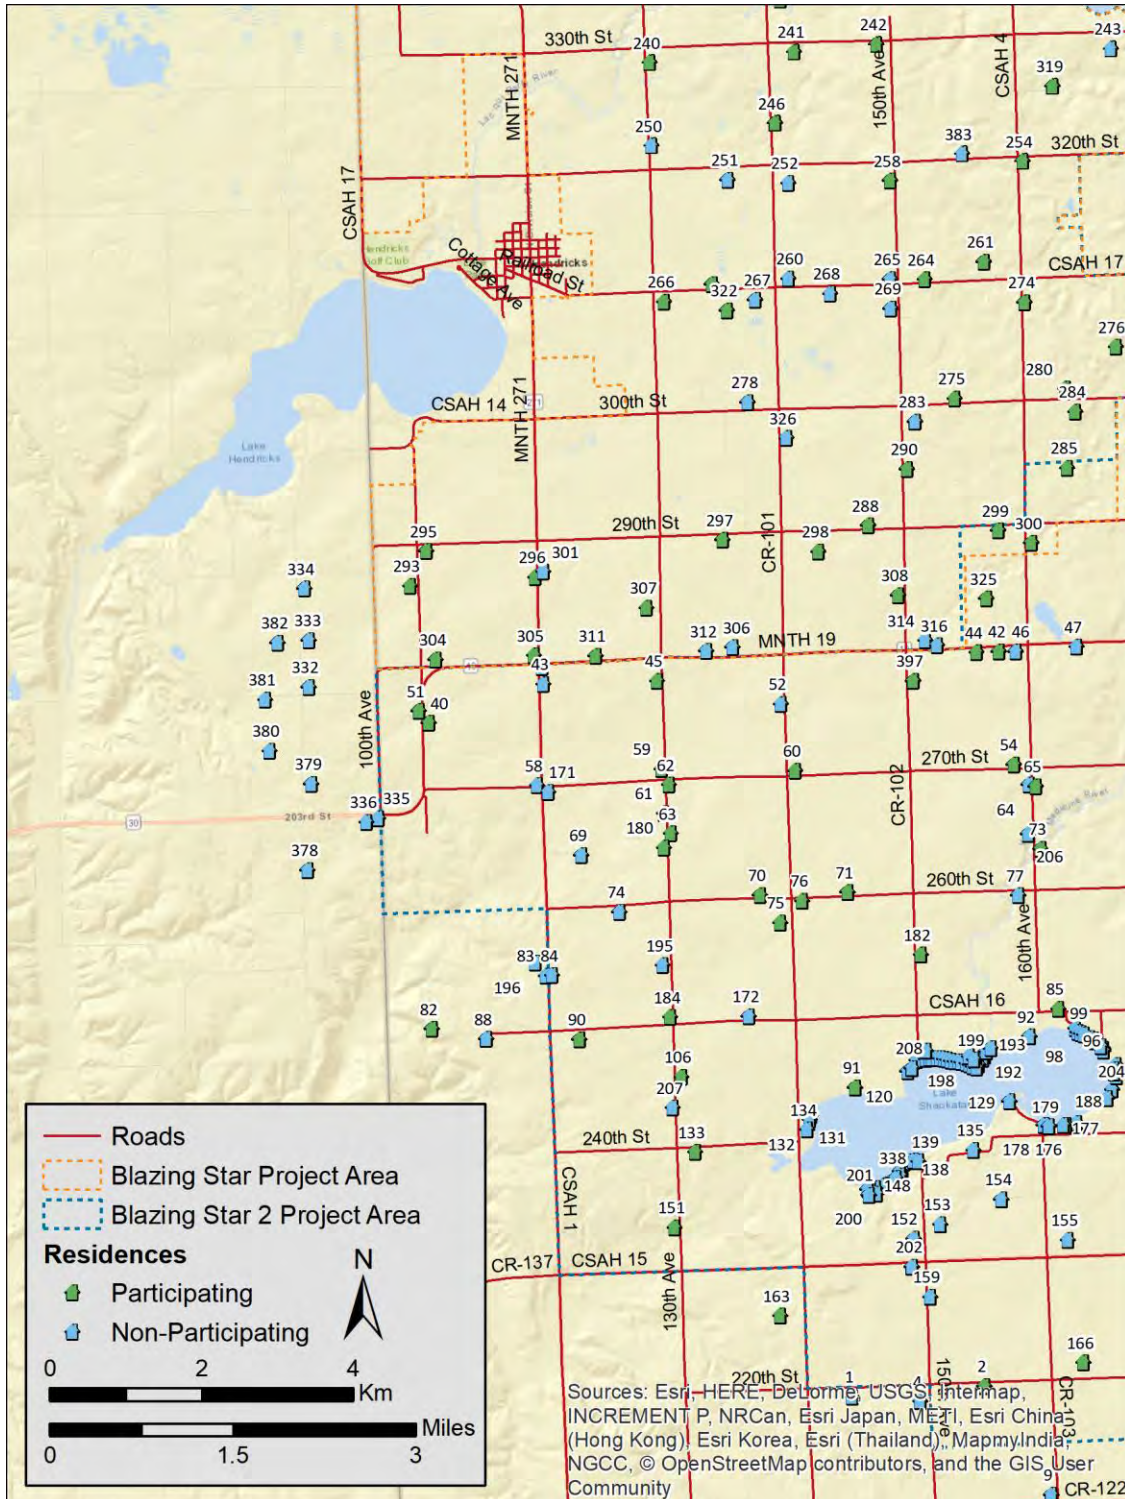 330th St
240
241
242
243
MNTH 271
150th Ave
CSAH 4
319
246
250
383
254
320th St
251
252
258
CSAH 17
Hendricks
Golf Club
Cottage Ave
Railroad St
261
260
265
264
CSAH 17
266
267
268
269
274
322
276
280
278
275
284
MNTH 271
CSAH 14
300th St
283
326
Lake
Hendricks
290
285
288
290th St
297
298
299
300
CR-101
295
296
301
334
293
307
308
325
382
333
304
305
311
312
306
314
316
44
42
46
47
MNTH 19
332
381
43
45
397
51
40
52
380
100th Ave
59
60
54
270th St
379
58
171
62
65
61
CR-102
336
335
203rd St
30
63
64
180
73
69
206
378
70
76
71
260th St
77
74
75
182
160th Ave
195
83
84
196
184
172
CSAH 16
85
82
88
90
92
99
106
208
199
193
98
96
91
198
192
204
207
120
Lake
129
188
134
179
177
240th St
133
132
131
139
135
178
176
338
138
201
148
154
CSAH 1
151
200
153
152
155
CR-137
CSAH 15
202
130th Ave
159
163
166
220th St
1
4
2
150th Ave
CR-103
9
CR-122
Roads
Blazing Star Project Area
Blazing Star 2 Project Area
Residences
N
Participating
Non-Participating
0 2 4
Km
Miles
0 1.5 3
Sources: Esri, HERE, DeLorme, USGS, Intermap,
INCREMENT P, NRCan, Esri Japan, METI, Esri China
(Hong Kong), Esri Korea, Esri (Thailand), MapmyIndia,
NGCC, © OpenStreetMap contributors, and the GIS User
Community